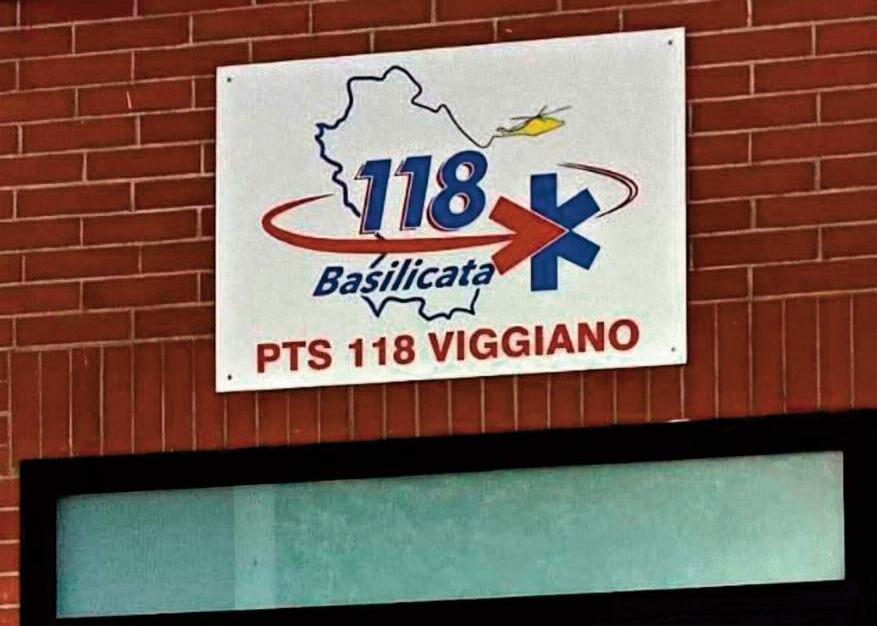 118
Basilicata
PTS 118 VIGGIANO